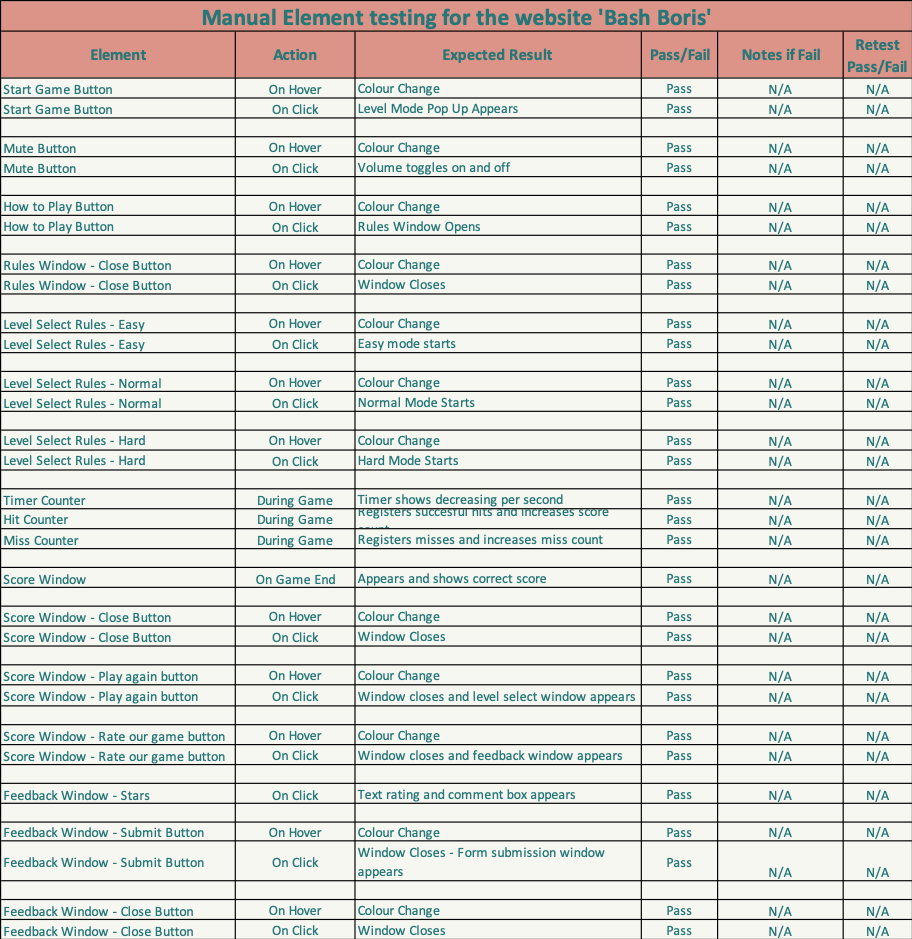 Manual Element testing for the website 'Bash Boris'
Element Action Expected Result Pass/Fail Notes if Fail Retest Pass/Fail
Start Game Button On Hover Colour Change Pass N/A N/A
Start Game Button On Click Level Mode Pop Up Appears Pass N/A N/A
Mute Button On Hover Colour Change Pass N/A N/A
Mute Button On Click Volume toggles on and off Pass N/A N/A
How to Play Button On Hover Colour Change Pass N/A N/A
How to Play Button On Click Rules Window Opens Pass N/A N/A
Rules Window - Close Button On Hover Colour Change Pass N/A N/A
Rules Window - Close Button On Click Window Closes Pass N/A N/A
Level Select Rules - Easy On Hover Colour Change Pass N/A N/A
Level Select Rules - Easy On Click Easy mode starts Pass N/A N/A
Level Select Rules - Normal On Hover Colour Change Pass N/A N/A
Level Select Rules - Normal On Click Normal Mode Starts Pass N/A N/A
Level Select Rules - Hard On Hover Colour Change Pass N/A N/A
Level Select Rules - Hard On Click Hard Mode Starts Pass N/A N/A
Timer Counter During Game Timer shows decreasing per second Pass N/A N/A
Hit Counter During Game Registers succesful hits and increases score Pass N/A N/A
Miss Counter During Game Registers misses and increases miss count Pass N/A N/A
Score Window On Game End Appears and shows correct score Pass N/A N/A
Score Window - Close Button On Hover Colour Change Pass N/A N/A
Score Window - Close Button On Click Window Closes Pass N/A N/A
Score Window - Play again button On Hover Colour Change Pass N/A N/A
Score Window - Play again button On Click Window closes and level select window appears Pass N/A N/A
Score Window - Rate our game button On Hover Colour Change Pass N/A N/A
Score Window - Rate our game button On Click Window closes and feedback window appears Pass N/A N/A
Feedback Window - Stars On Click Text rating and comment box appears Pass N/A N/A
Feedback Window - Submit Button On Hover Colour Change Pass N/A N/A
Feedback Window - Submit Button On Click Window Closes - Form submission window appears Pass N/A N/A
Feedback Window - Close Button On Hover Colour Change Pass N/A N/A
Feedback Window - Close Button On Click Window Closes Pass N/A N/A